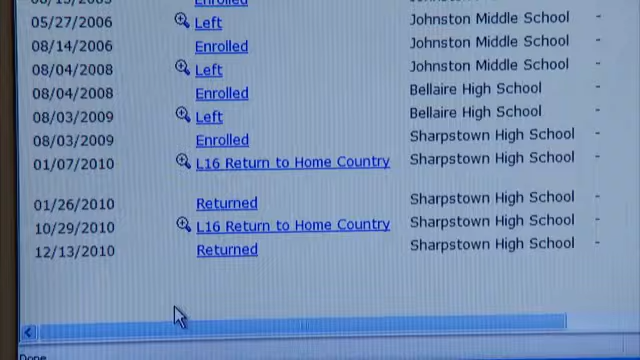 Enrolled
05/27/2006 Left Johnston Middle School -
08/14/2006 Enrolled Johnston Middle School -
08/04/2008 Left Johnston Middle School -
08/04/2008 Enrolled Bellaire High School -
08/03/2009 Left Bellaire High School -
08/03/2009 Enrolled Sharpstown High School -
01/07/2010 L16 Return to Home Country Sharpstown High School -
01/26/2010 Returned Sharpstown High School -
10/29/2010 L16 Return to Home Country Sharpstown High School -
12/13/2010 Returned Sharpstown High School -
Done